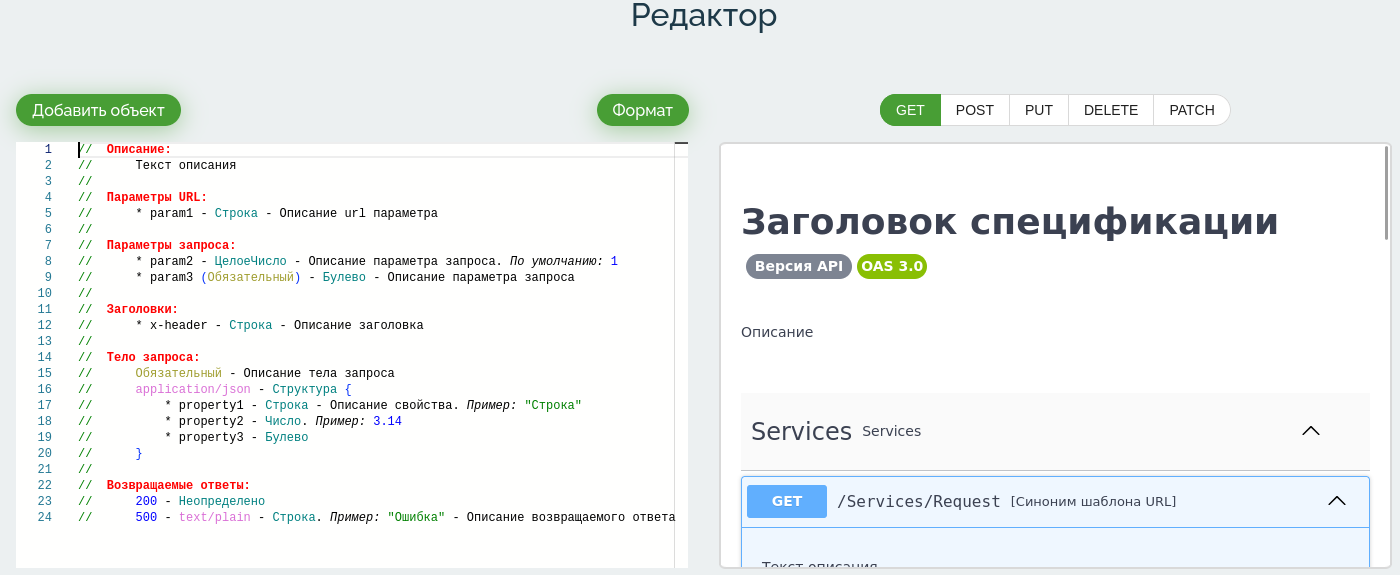 Редактор
Добавить объект
Формат
GET
POST
PUT
DELETE
PATCH
1 // Описание:
2 // Текст описания
3 //
4 // Параметры URL:
5 // * param1 - Строка - Описание url параметра
6 //
7 // Параметры запроса:
8 // * param2 - ЦелоеЧисло - Описание параметра запроса. По умолчанию: 1
9 // * param3 (Обязательный) - Булево - Описание параметра запроса
10 //
11 // Заголовки:
12 // * x-header - Строка - Описание заголовка
13 //
14 // Тело запроса:
15 // Обязательный - Описание тела запроса
16 // application/json - Структура {
17 // * property1 - Строка - Описание свойства. Пример: "Строка"
18 // * property2 - Число. Пример: 3.14
19 // * property3 - Булево
20 // }
21 //
22 // Возвращаемые ответы:
23 // 200 - Неопределено
24 // 500 - text/plain - Строка. Пример: "Ошибка" - Описание возвращаемого ответа
Заголовок спецификации
Версия API OAS 3.0
Описание
Services Services
GET /Services/Request [Синоним шаблона URL]
Текст описания